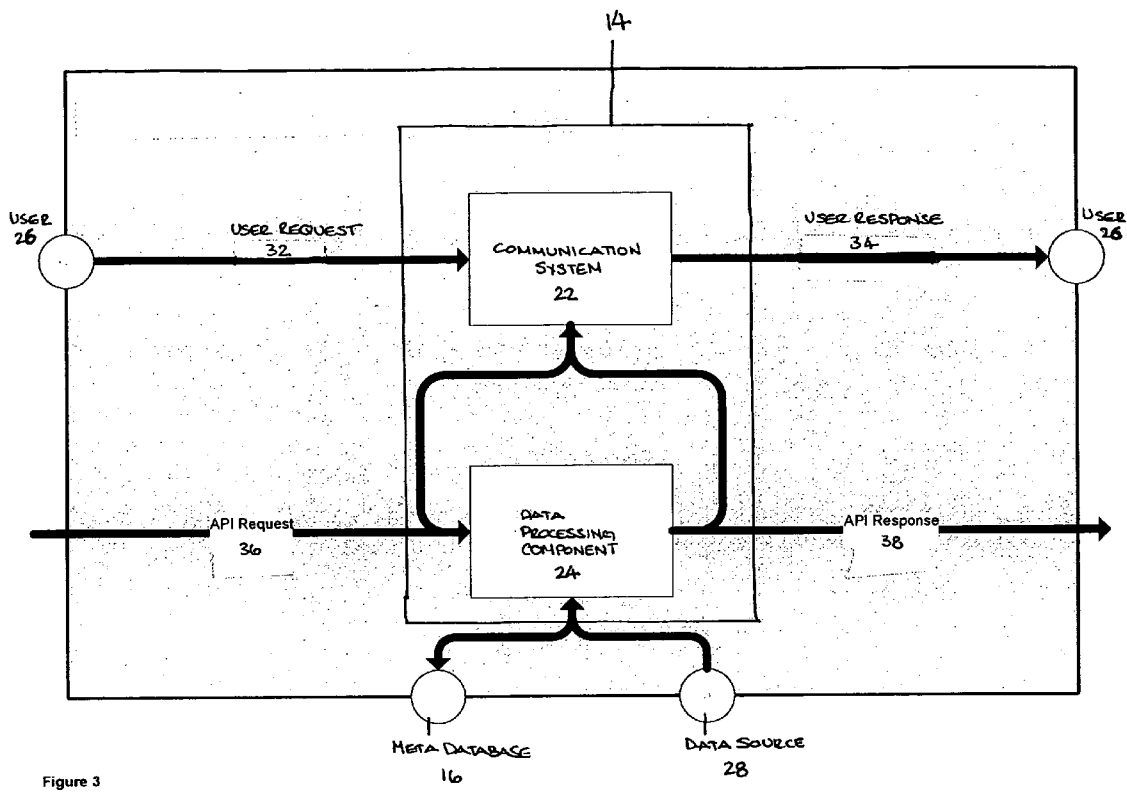 14
USER
26
USER REQUEST
32
COMMUNICATION
SYSTEM
22
USER RESPONSE
34
USER
26
API Request
36
DATA
PROCESSING
COMPONENT
24
API Response
38
META DATABASE
16
DATA SOURCE
28
Figure 3